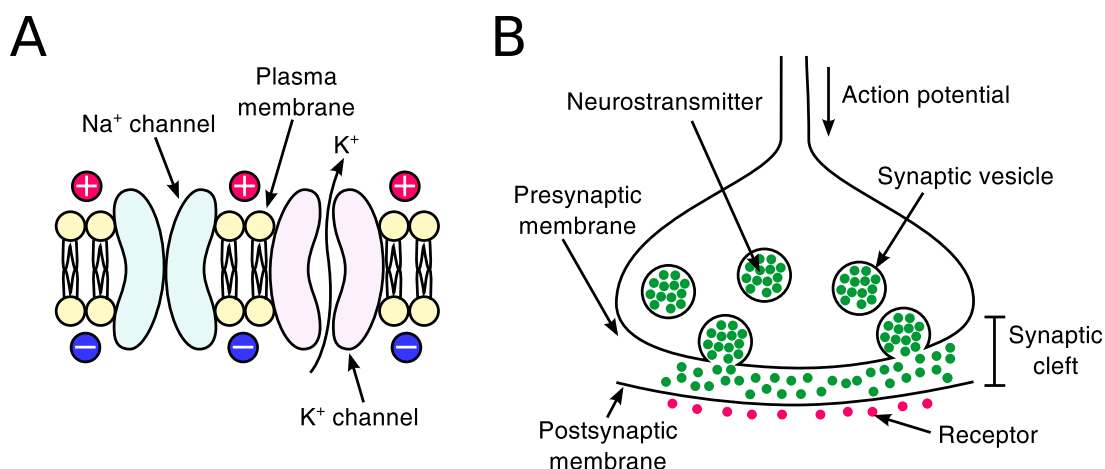 A
Plasma
membrane
Na⁺ channel
K⁺
+
+
+
−
−
−
K⁺ channel
B
Neurostransmitter
Action potential
Synaptic vesicle
Presynaptic
membrane
Synaptic
cleft
Postsynaptic
membrane
Receptor